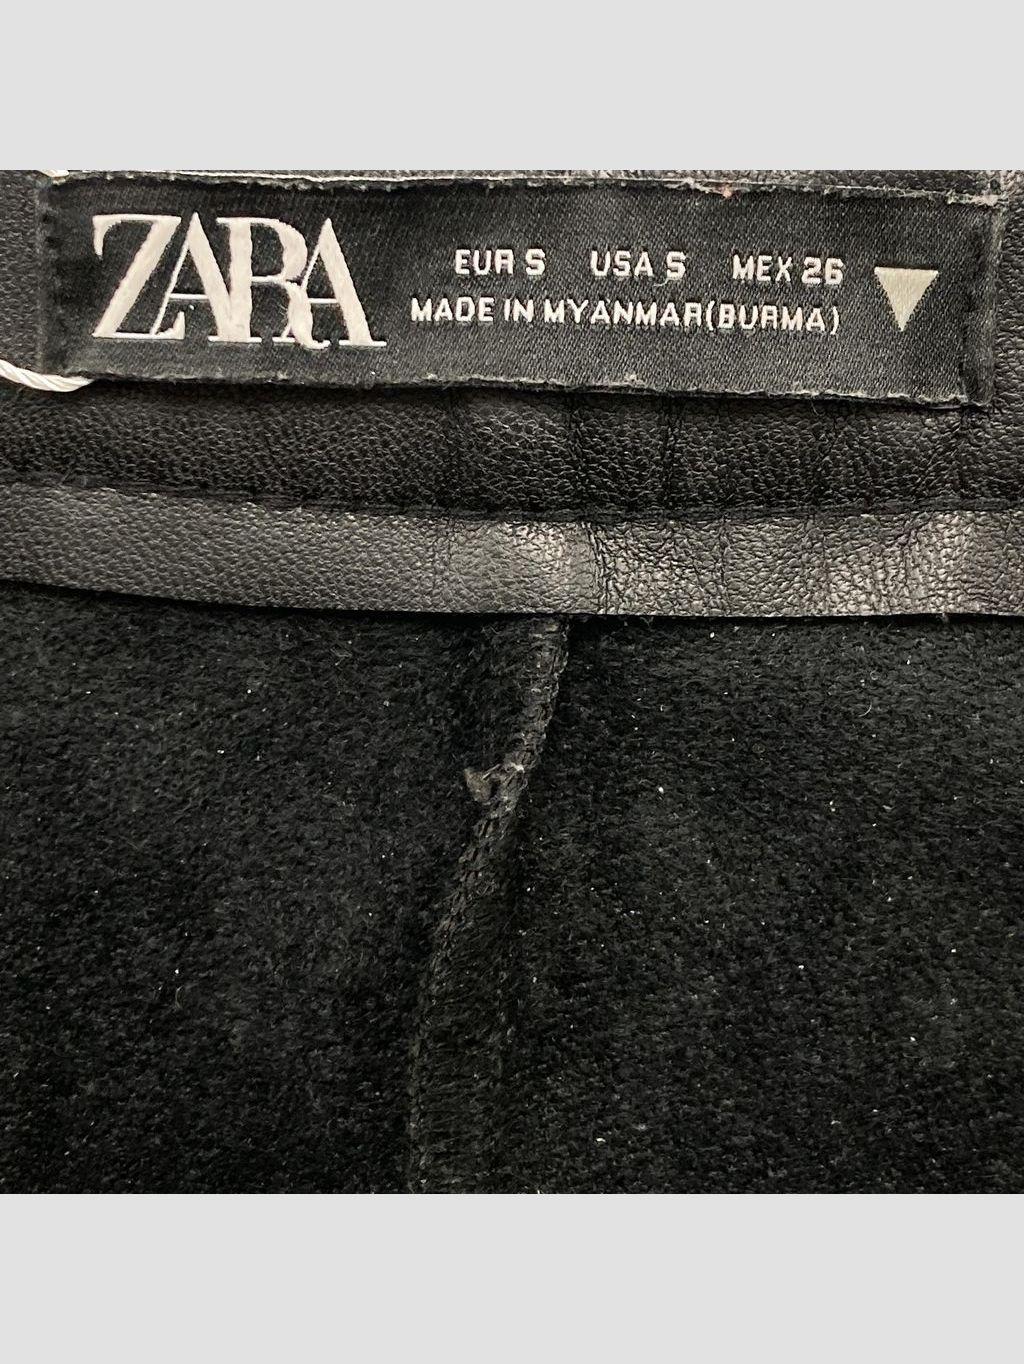 ZARA
EUR S USA S MEX 26
MADE IN MYANMAR(BURMA)